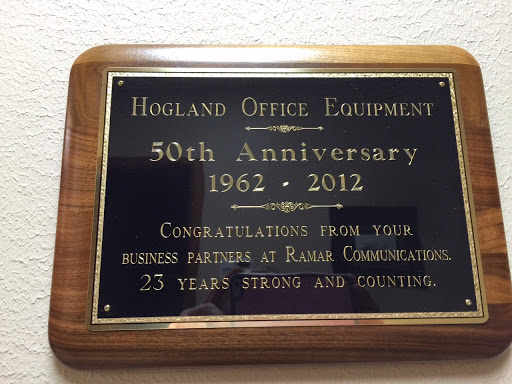 Hogland Office Equipment
50th Anniversary
1962 - 2012
Congratulations from your
business partners at Ramar Communications.
23 years strong and counting.